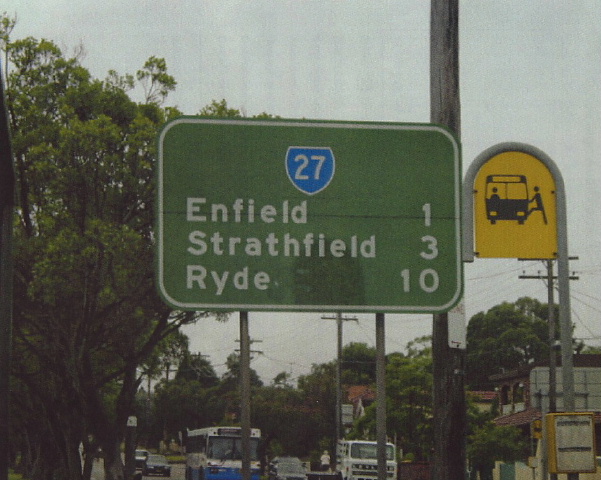 27
Enfield 1
Strathfield 3
Ryde 10